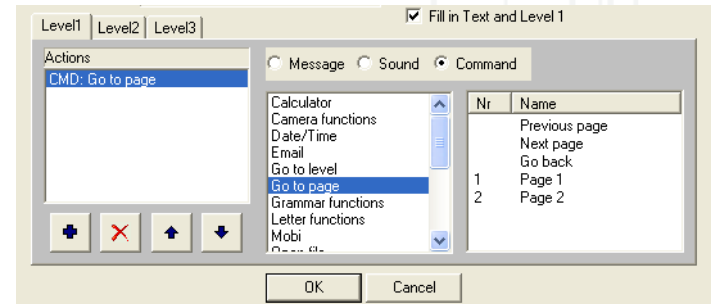 Fill in Text and Level 1
Level1 Level2 Level3
Actions
CMD: Go to page
Message Sound Command
Calculator
Camera functions
Date/Time
Email
Go to level
Go to page
Grammar functions
Letter functions
Mobi
Open file
Nr Name
Previous page
Next page
Go back
1 Page 1
2 Page 2
OK Cancel